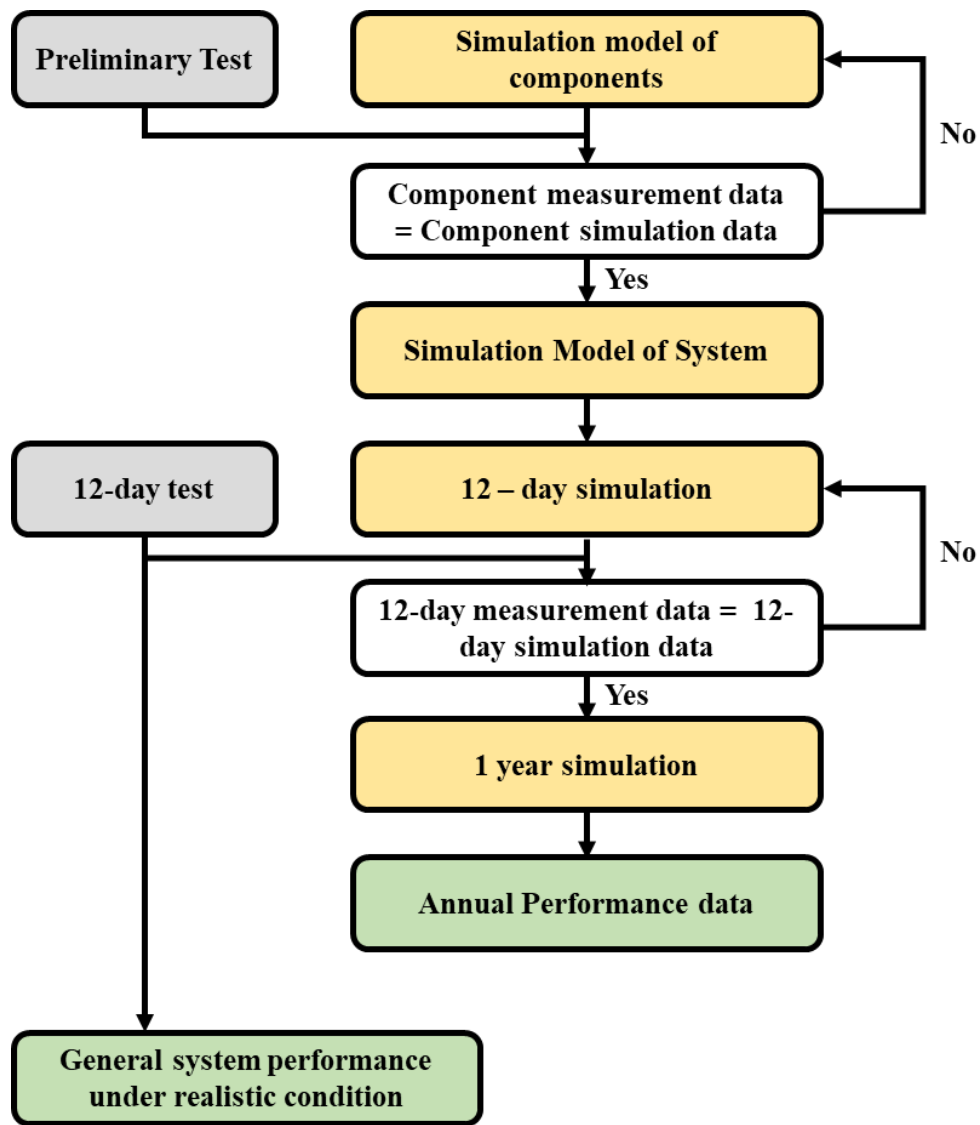 Preliminary Test
Simulation model of
components
No
Component measurement data
= Component simulation data
Yes
Simulation Model of System
12-day test
12 – day simulation
No
12-day measurement data =  12-
day simulation data
Yes
1 year simulation
Annual Performance data
General system performance
under realistic condition